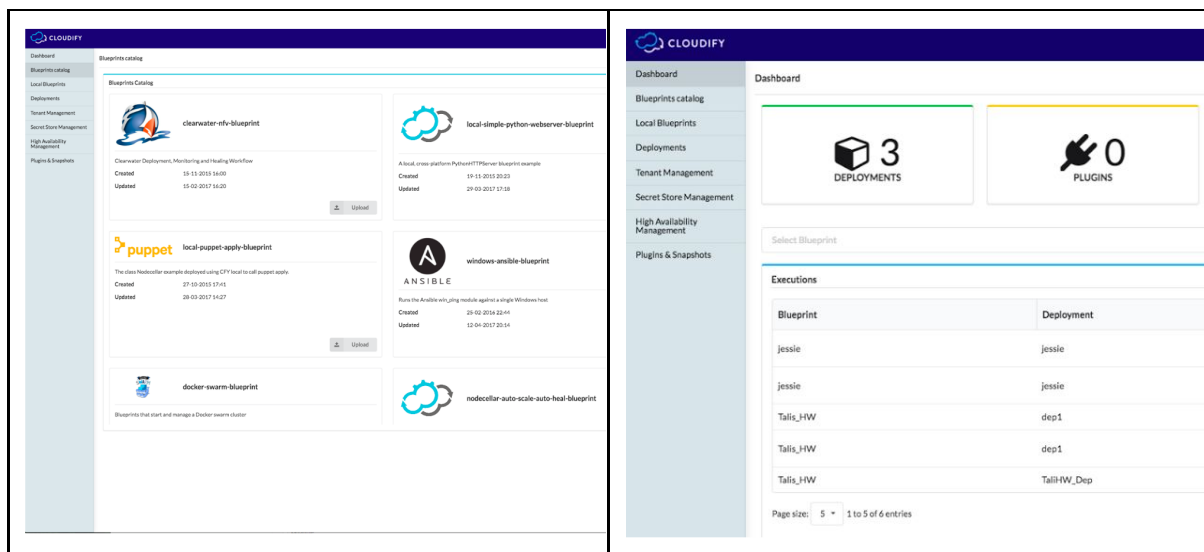 CLOUDIFY
Dashboard
Blueprints catalog
Local Blueprints
Deployments
Tenant Management
Secret Store Management
High Availability
Management
Plugins & Snapshots
Blueprints catalog
Blueprints Catalog
clearwater-nfv-blueprint
Clearwater Deployment, Monitoring and Healing Workflow
Created 15-11-2015 16:00
Updated 15-02-2017 16:20
Upload
local-simple-python-webserver-blueprint
A local, cross-platform PythonHTTPServer blueprint example
Created 19-11-2015 20:23
Updated 29-03-2017 17:18
puppet
local-puppet-apply-blueprint
The class Nodecellar example deployed using CFY local to call puppet apply.
Created 27-10-2015 17:41
Updated 28-03-2017 14:27
Upload
ANSIBLE
windows-ansible-blueprint
Runs the Ansible win_ping module against a single Windows host
Created 25-02-2016 22:44
Updated 12-04-2017 20:14
docker-swarm-blueprint
Blueprints that start and manage a Docker swarm cluster
nodecellar-auto-scale-auto-heal-blueprint
CLOUDIFY
Dashboard
Blueprints catalog
Local Blueprints
Deployments
Tenant Management
Secret Store Management
High Availability
Management
Plugins & Snapshots
Dashboard
3
DEPLOYMENTS
0
PLUGINS
Select Blueprint
Executions
Blueprint Deployment
jessie jessie
jessie jessie
Talis_HW dep1
Talis_HW dep1
Talis_HW TaliHW_Dep
Page size: 5 1 to 5 of 6 entries